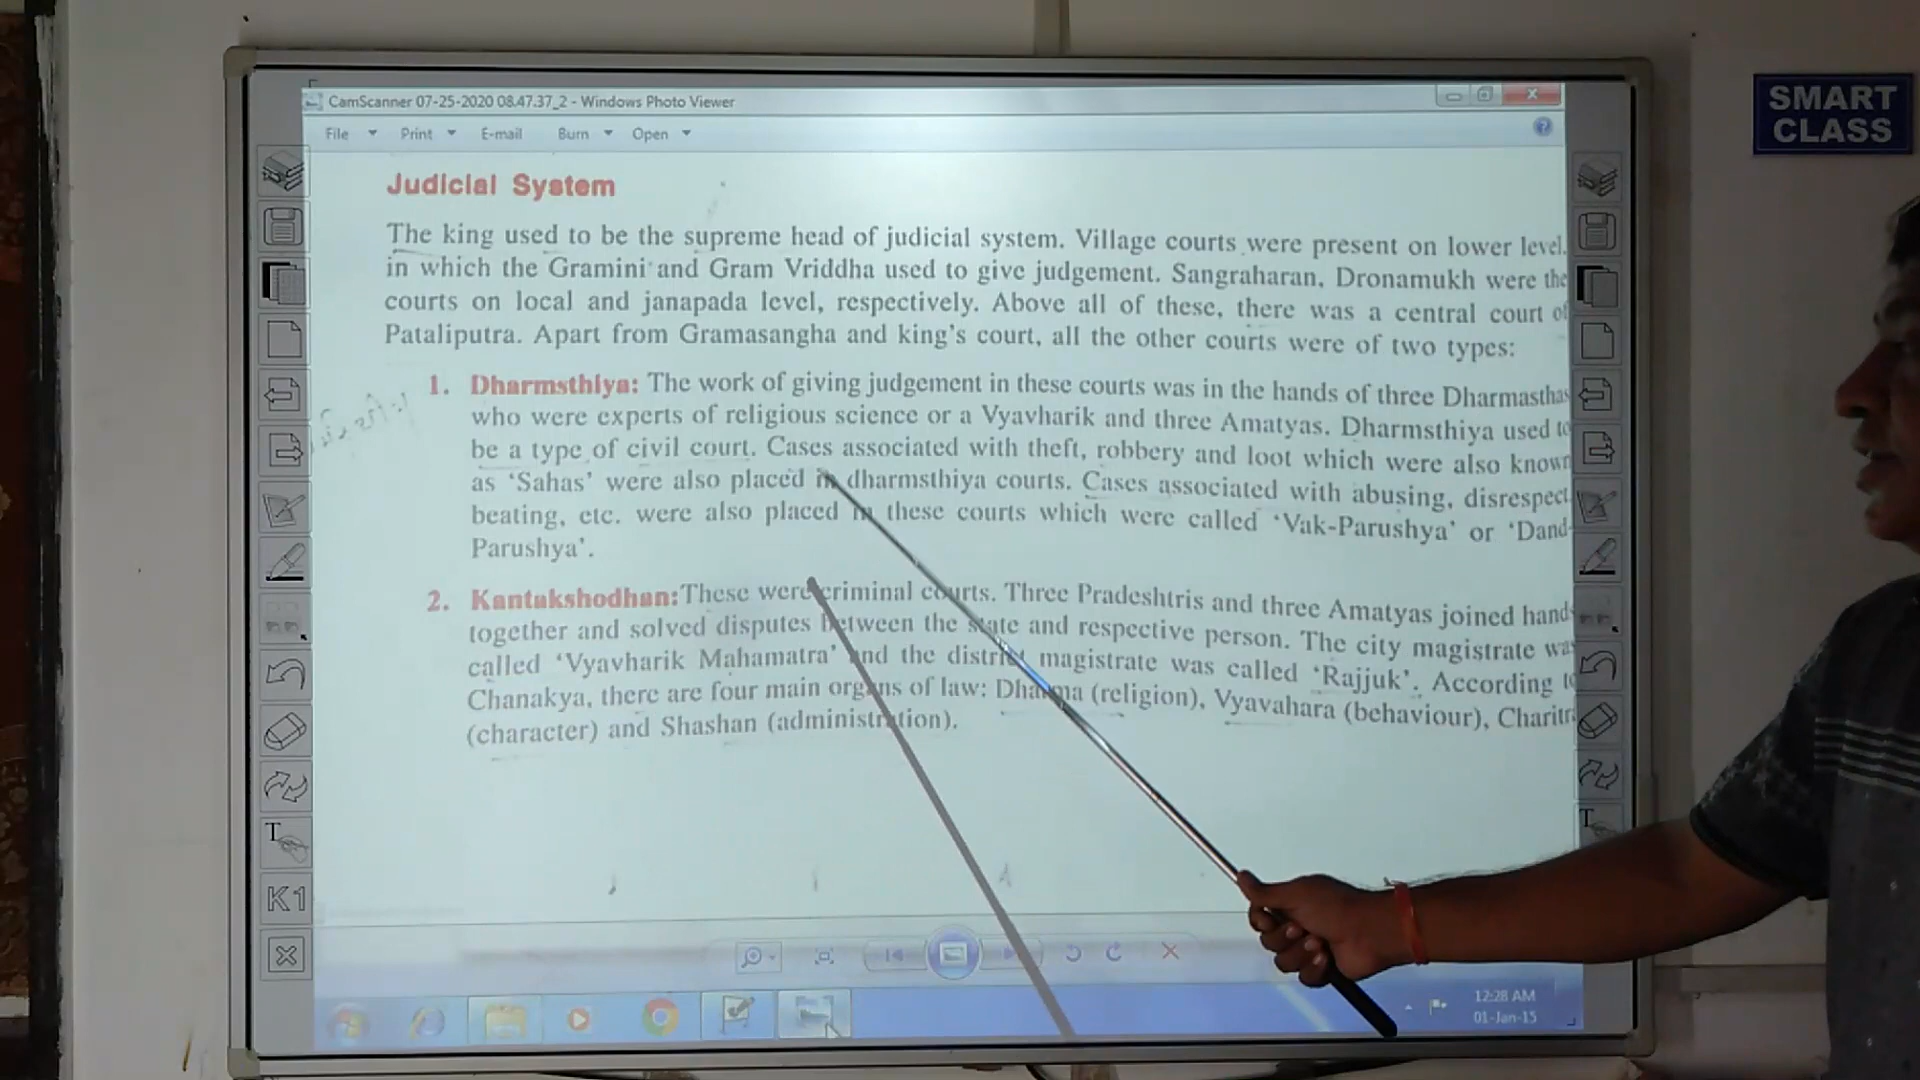 SMART
CLASS
CamScanner 07-25-2020 08.47.37_2 - Windows Photo Viewer
File Print E-mail Burn Open
Judicial System
The king used to be the supreme head of judicial system. Village courts were present on lower level.
in which the Gramini and Gram Vriddha used to give judgement. Sangraharan, Dronamukh were the
courts on local and janapada level, respectively. Above all of these, there was a central court of
Pataliputra. Apart from Gramasangha and king's court, all the other courts were of two types:
1. Dharmsthiya: The work of giving judgement in these courts was in the hands of three Dharmasthas
who were experts of religious science or a Vyavharik and three Amatyas. Dharmsthiya used to
be a type of civil court. Cases associated with theft, robbery and loot which were also known
as 'Sahas' were also placed in dharmsthiya courts. Cases associated with abusing, disrespect
beating, etc. were also placed in these courts which were called 'Vak-Parushya' or 'Dand-
Parushya'.
2. Kantakshodhan: These were criminal courts. Three Pradeshtris and three Amatyas joined hand
together and solved disputes between the state and respective person. The city magistrate was
called 'Vyavharik Mahamatra' and the district magistrate was called 'Rajjuk'. According to
Chanakya, there are four main organs of law: Dharma (religion), Vyavahara (behaviour), Charitra
(character) and Shashan (administration).
T
T
K1
12:28 AM
01-Jan-15